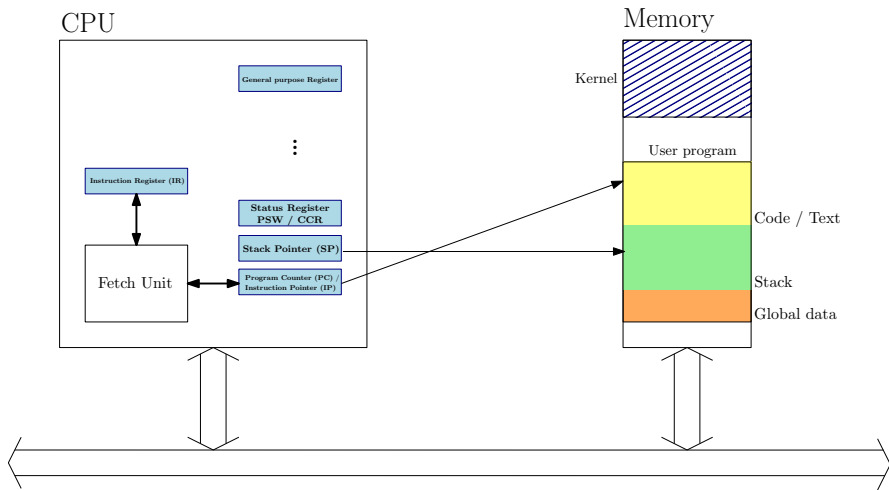 CPU
Memory
General purpose Register
Kernel
User program
Instruction Register (IR)
Status Register
PSW / CCR
Code / Text
Stack Pointer (SP)
Fetch Unit
Program Counter (PC) /
Instruction Pointer (IP)
Stack
Global data